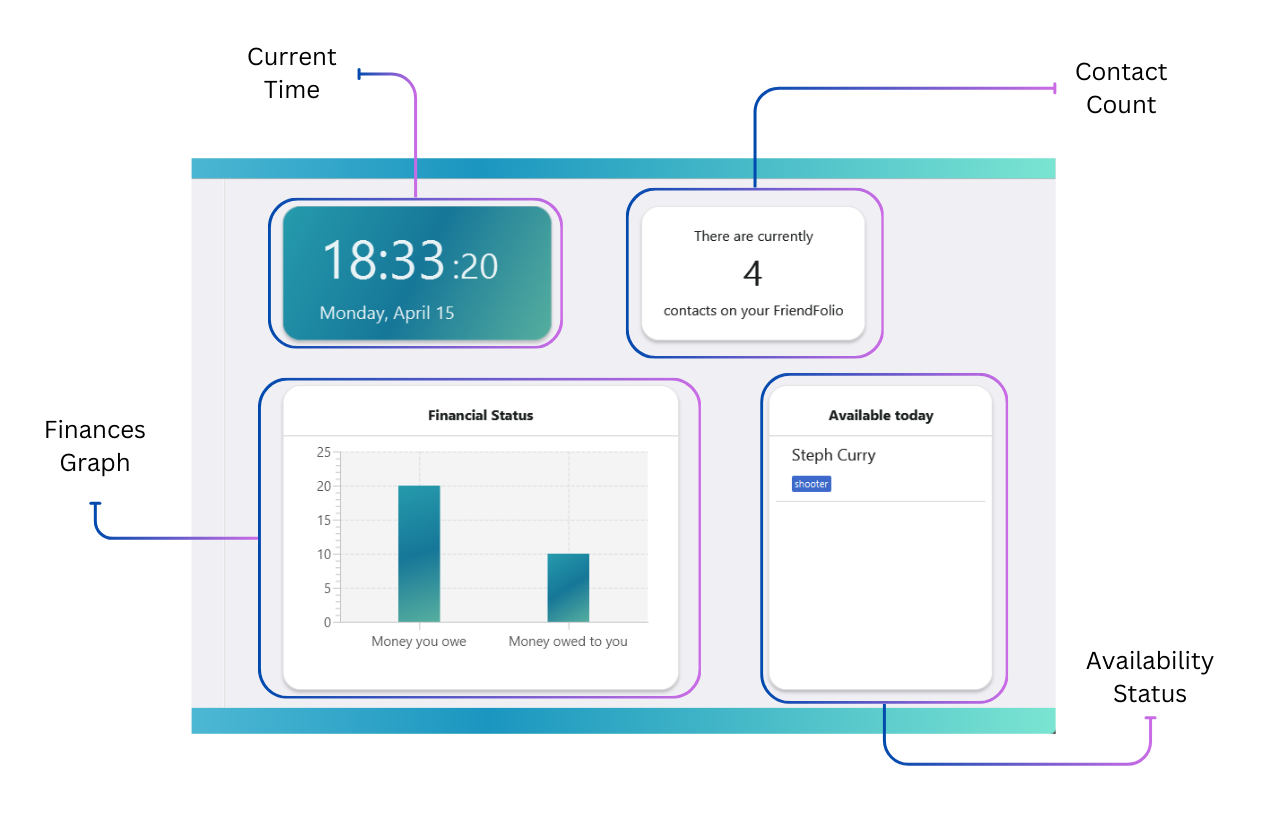 Current
Time
Contact
Count
18:33:20
Monday, April 15
There are currently
4
contacts on your FriendFolio
Finances
Graph
Financial Status
25
20
15
10
5
0
Money you owe
Money owed to you
Available today
Steph Curry
shooter
Availability
Status